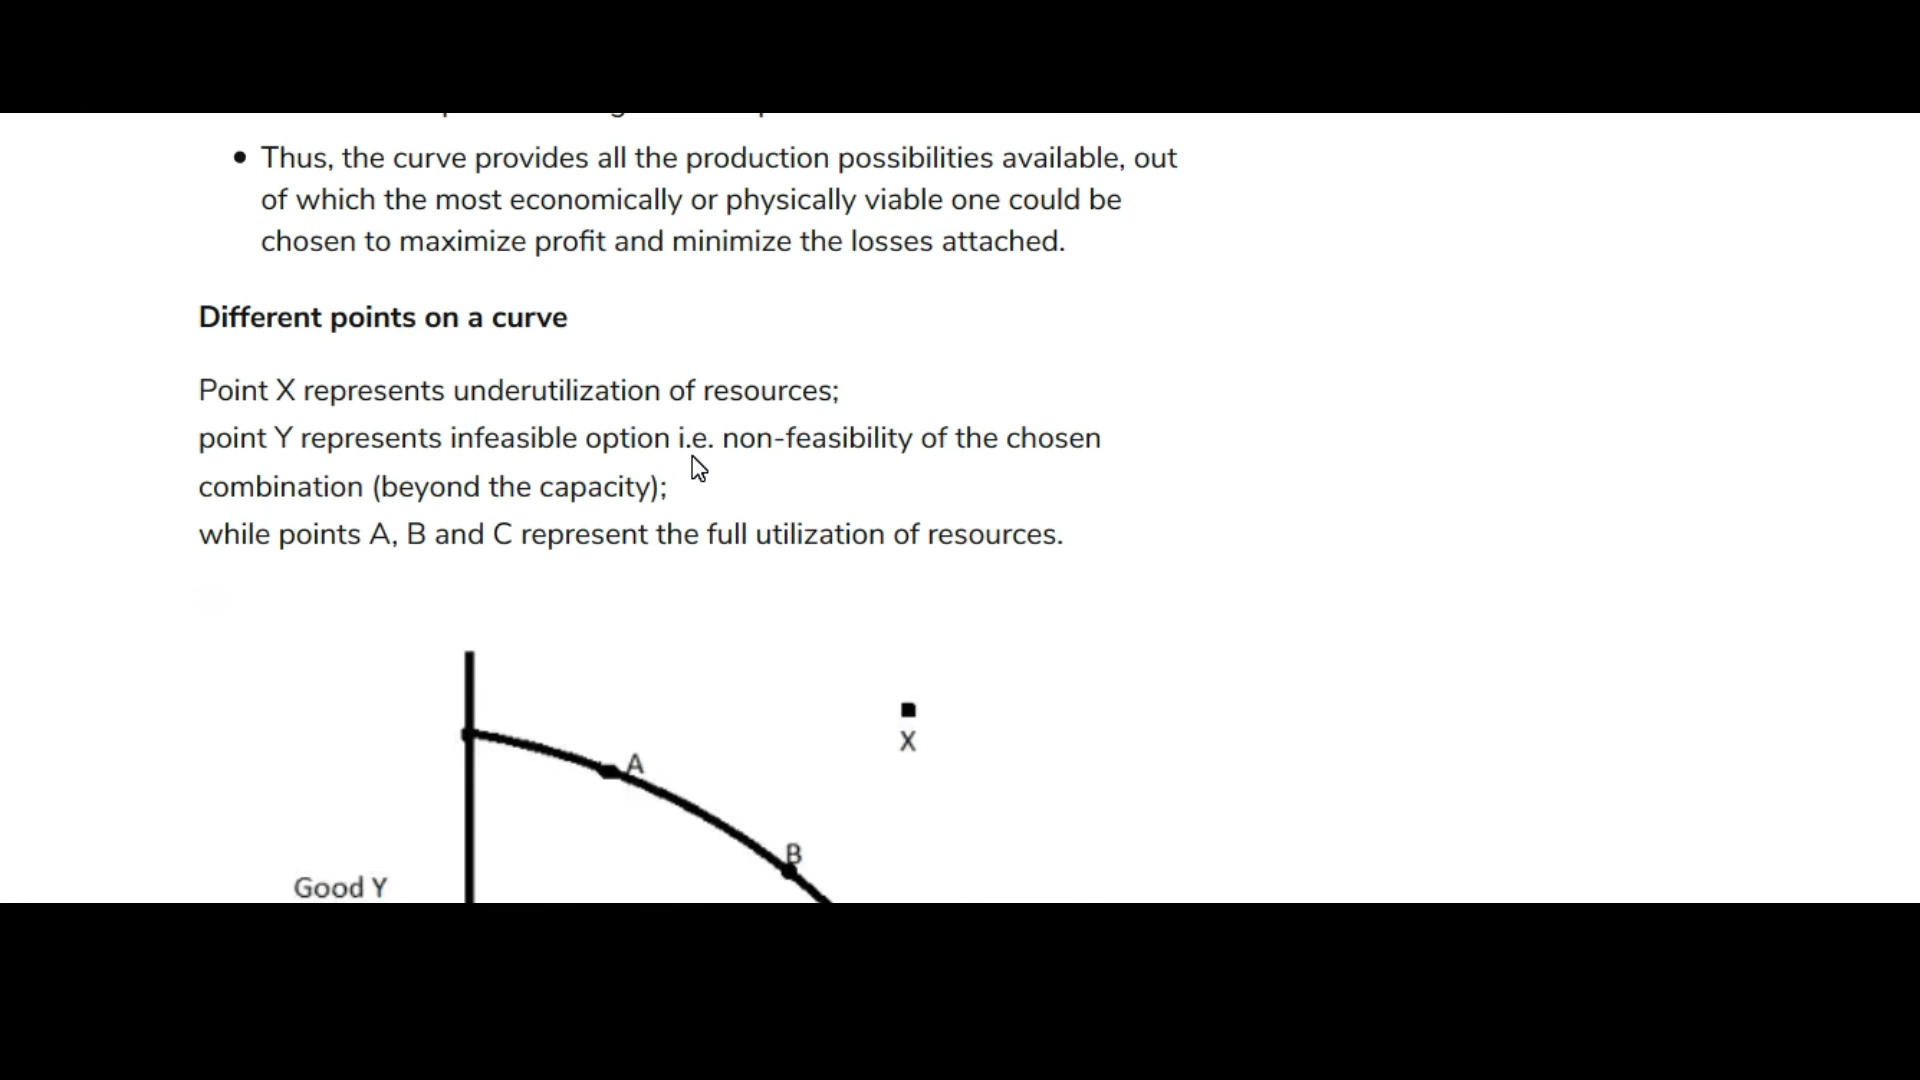 Thus, the curve provides all the production possibilities available, out
of which the most economically or physically viable one could be
chosen to maximize profit and minimize the losses attached.
Different points on a curve
Point X represents underutilization of resources;
point Y represents infeasible option i.e. non-feasibility of the chosen
combination (beyond the capacity);
while points A, B and C represent the full utilization of resources.
X
A
B
Good Y